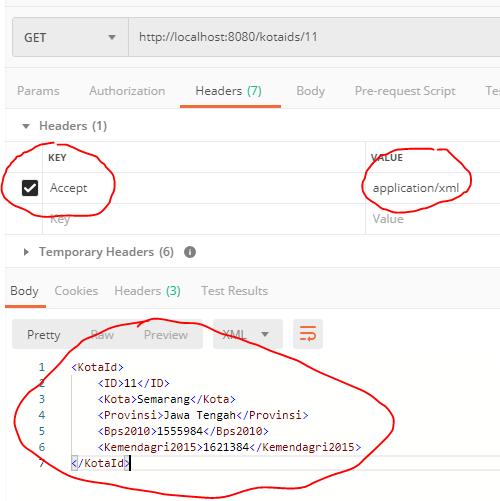 GET http://localhost:8080/kotaids/11
Params Authorization Headers (7) Body Pre-request Script Te
Headers (1)
KEY VALUE
Accept application/xml
Key Value
Temporary Headers (6) i
Body Cookies Headers (3) Test Results
Pretty Raw Preview XML
1 <KotaId>
2 <ID>11</ID>
3 <Kota>Semarang</Kota>
4 <Provinsi>Jawa Tengah</Provinsi>
5 <Bps2010>1555984</Bps2010>
6 <Kemendagri2015>1621384</Kemendagri2015>
7 </KotaId>